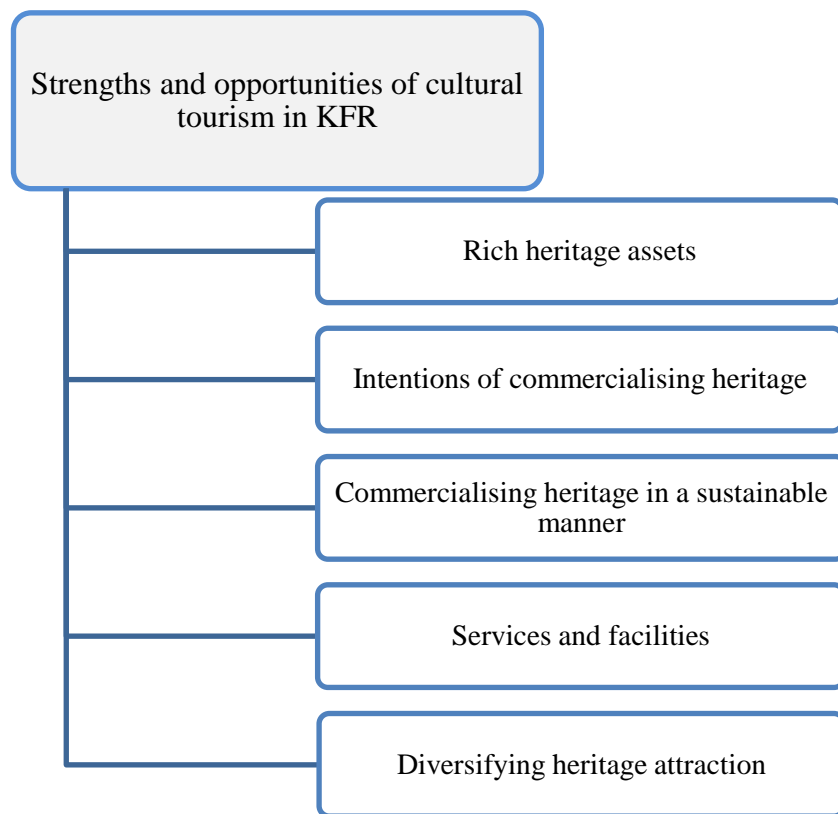 Strengths and opportunities of cultural
tourism in KFR
Rich heritage assets
Intentions of commercialising heritage
Commercialising heritage in a sustainable
manner
Services and facilities
Diversifying heritage attraction